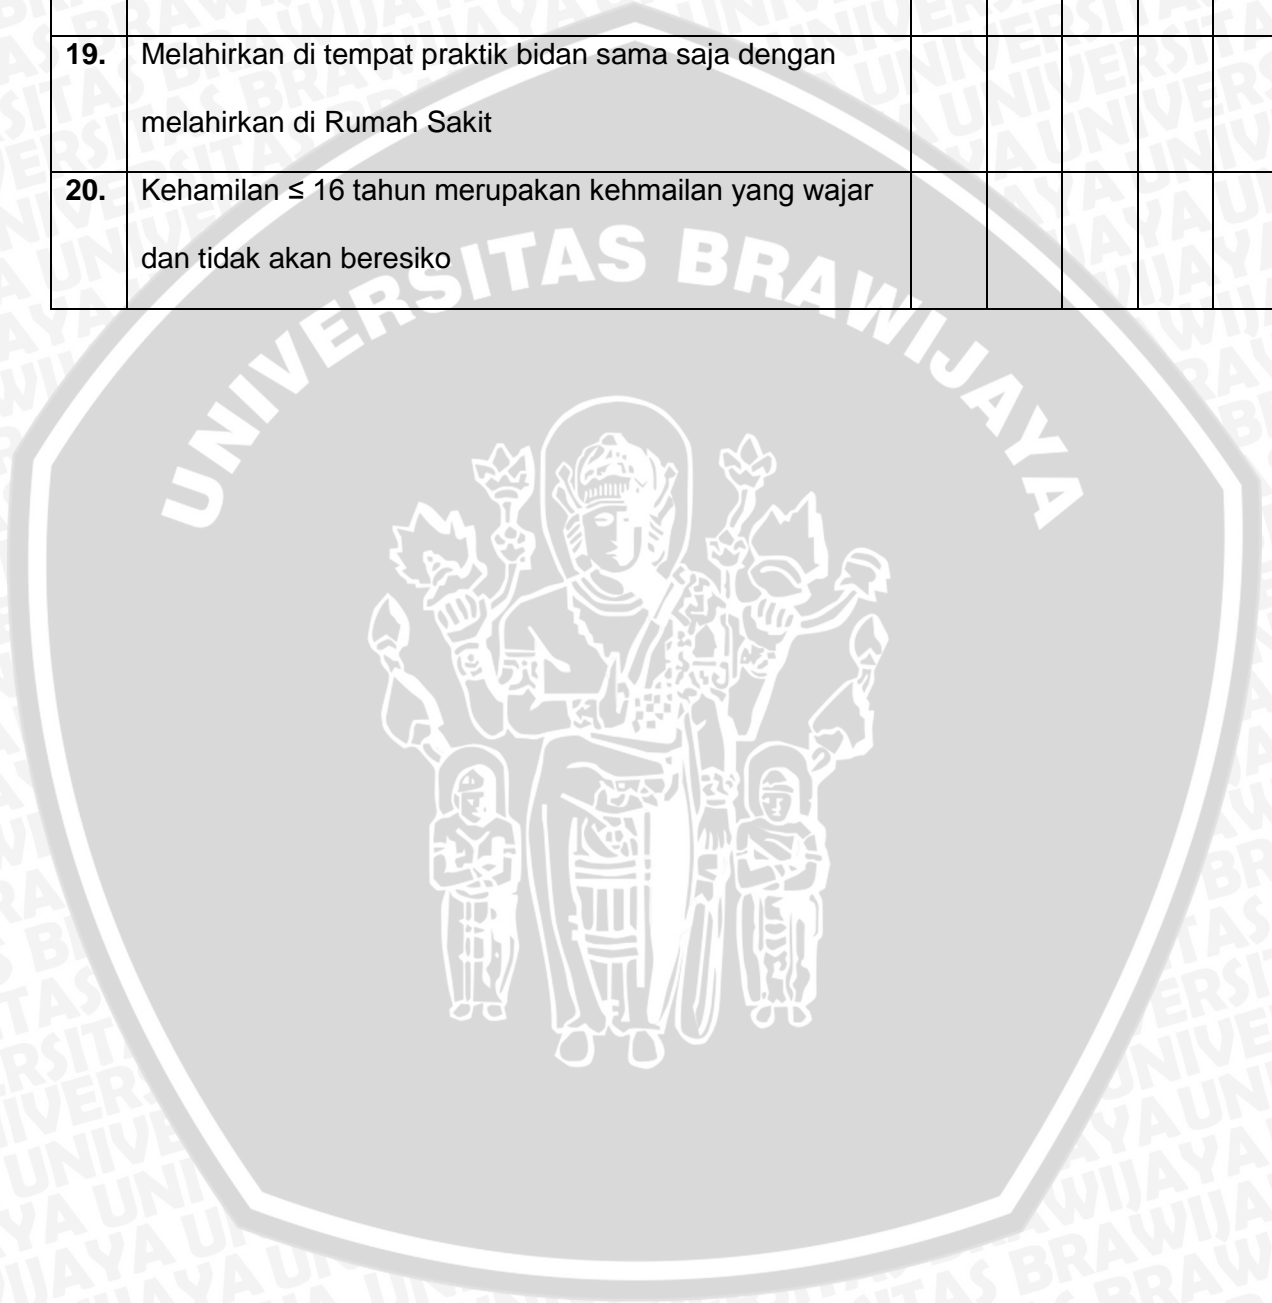 19. Melahirkan di tempat praktik bidan sama saja dengan
melahirkan di Rumah Sakit
20. Kehamilan ≤ 16 tahun merupakan kehmailan yang wajar
dan tidak akan beresiko
UNIVERSITAS BRAWIJAYA